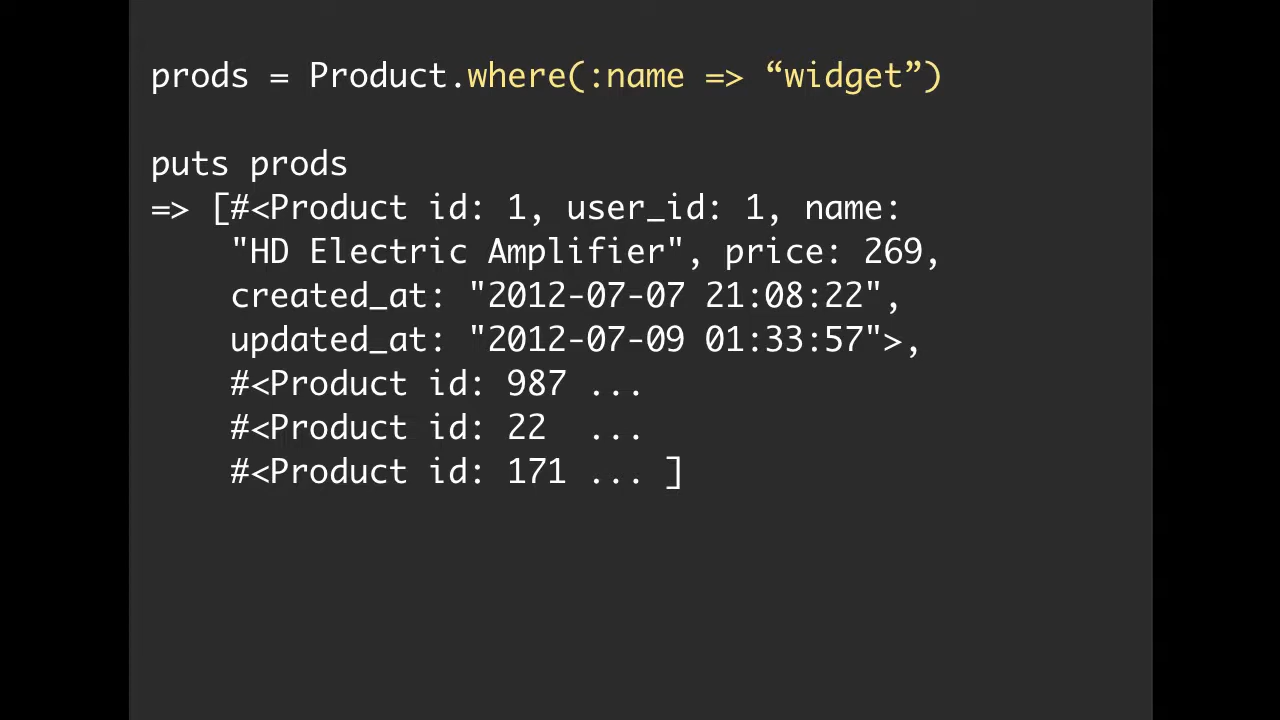 prods = Product.where(:name => “widget”)
puts prods
=> [#<Product id: 1, user_id: 1, name:
"HD Electric Amplifier", price: 269,
created_at: "2012-07-07 21:08:22",
updated_at: "2012-07-09 01:33:57">,
#<Product id: 987 ...
#<Product id: 22  ...
#<Product id: 171 ... ]